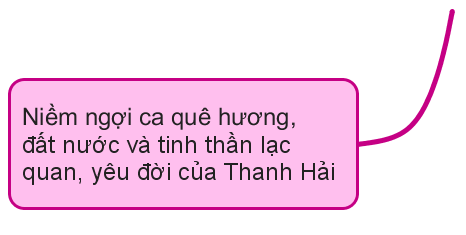 Niềm ngợi ca quê hương,
đất nước và tinh thần lạc
quan, yêu đời của Thanh Hải